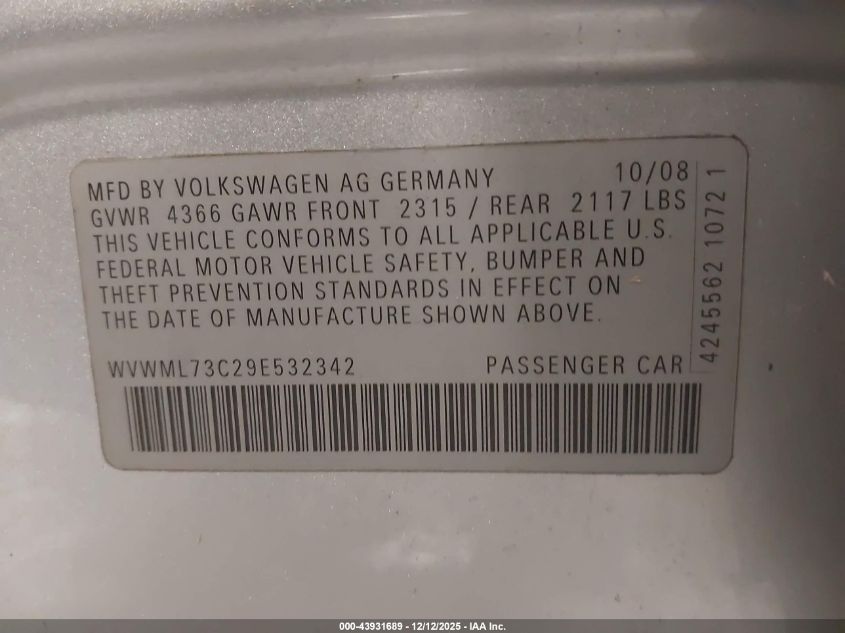 MFD BY VOLKSWAGEN AG GERMANY 10/08
GVWR 4366 GAWR FRONT 2315 / REAR 2117 LBS
THIS VEHICLE CONFORMS TO ALL APPLICABLE U.S.
FEDERAL MOTOR VEHICLE SAFETY, BUMPER AND
THEFT PREVENTION STANDARDS IN EFFECT ON
THE DATE OF MANUFACTURE SHOWN ABOVE.
WVWML73C29E532342 PASSENGER CAR
4245562 10721
000-43931689 - 12/12/2025 - IAA Inc.